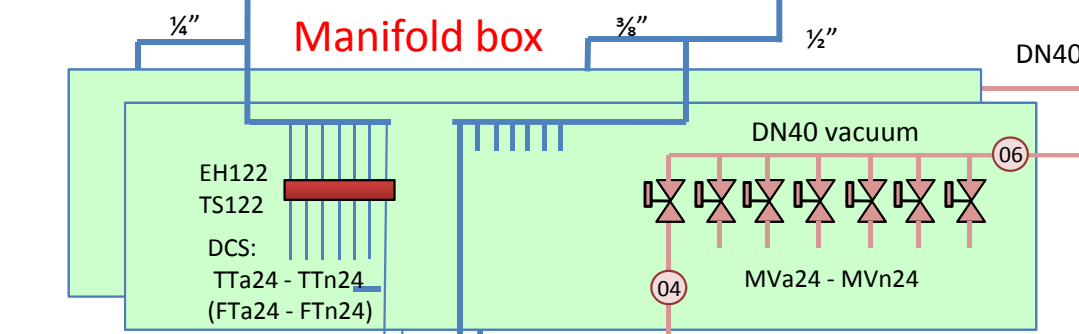 ¼”
Manifold box
⅜”
½”
DN40
DN40 vacuum
06
EH122
TS122
DCS:
TTa24 - TTn24
(FTa24 - FTn24)
04
MVa24 - MVn24